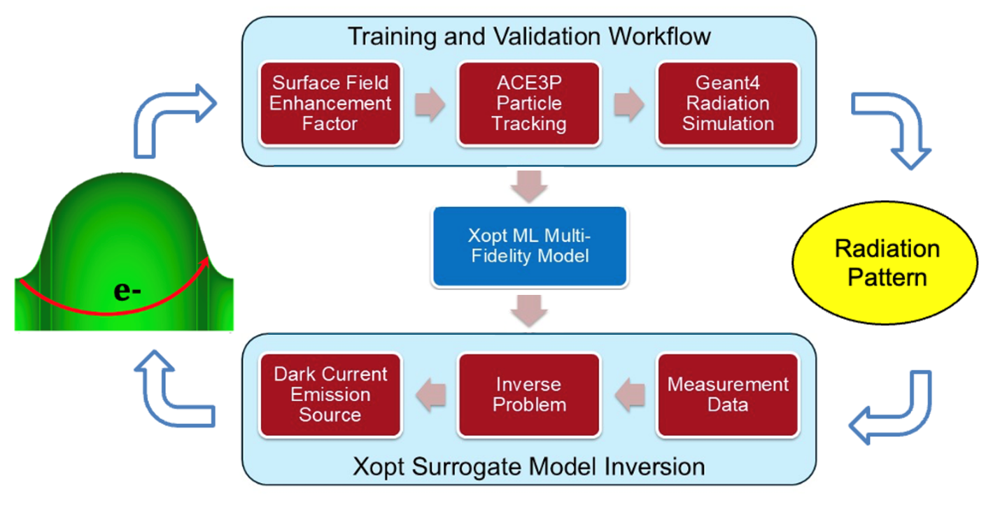 Training and Validation Workflow
Surface Field
Enhancement
Factor
ACE3P
Particle
Tracking
Geant4
Radiation
Simulation
Xopt ML Multi-
Fidelity Model
e-
Radiation
Pattern
Dark Current
Emission
Source
Inverse
Problem
Measurement
Data
Xopt Surrogate Model Inversion